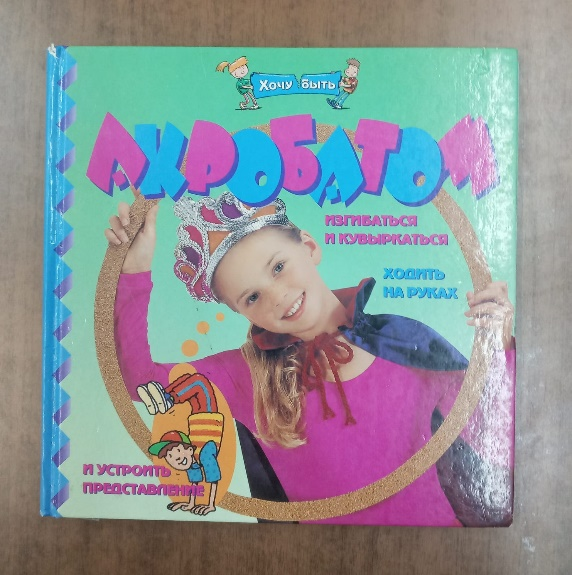 Хочу быть
АКРОБАТОМ
ИЗГИБАТЬСЯ
И КУВЫРКАТЬСЯ
ХОДИТЬ
НА РУКАХ
И УСТРОИТЬ
ПРЕДСТАВЛЕНИЕ